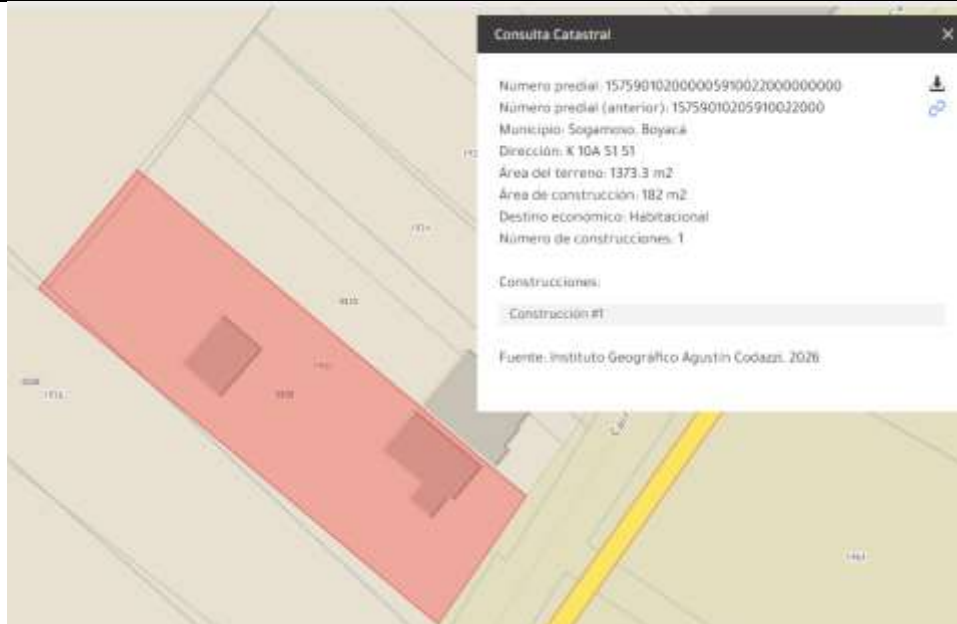 Consulta Catastral
Número predial: 157590102000005910022000000000
Número predial (anterior): 15759010205910022000
Municipio: Sogamoso, Boyacá
Dirección: K 10A 51 51
Área del terreno: 1373.3 m2
Área de construcción: 182 m2
Destino económico: Habitacional
Número de construcciones: 1
Construcciones:
Construcción #1
Fuente: Instituto Geográfico Agustín Codazzi, 2026